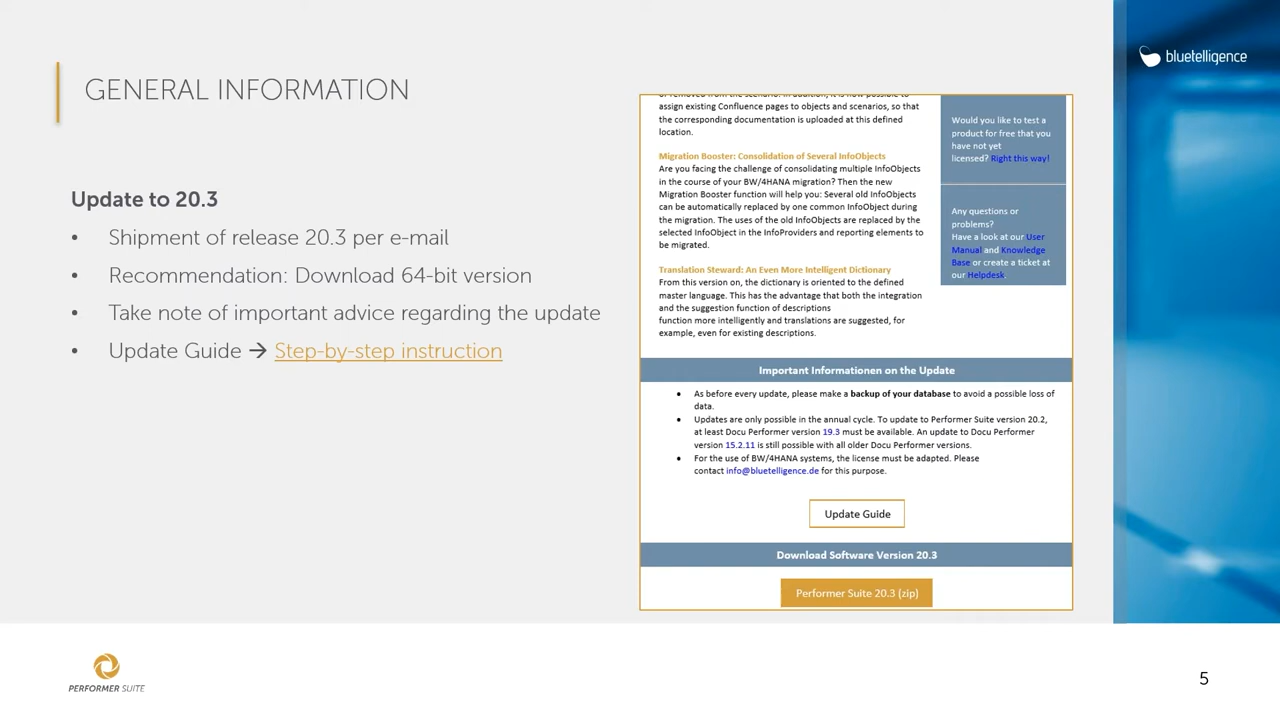 GENERAL INFORMATION
bluetelligence
Update to 20.3
• Shipment of release 20.3 per e-mail
• Recommendation: Download 64-bit version
• Take note of important advice regarding the update
• Update Guide → Step-by-step instruction
or removed from the scenario. In addition, it is now possible to
assign existing Confluence pages to objects and scenarios, so that
the corresponding documentation is uploaded at this defined
location.
Migration Booster: Consolidation of Several InfoObjects
Are you facing the challenge of consolidating multiple InfoObjects
in the course of your BW/4HANA migration? Then the new
Migration Booster function will help you: Several old InfoObjects
can be automatically replaced by one common InfoObject during
the migration. The uses of the old InfoObjects are replaced by the
selected InfoObject in the InfoProviders and reporting elements to
be migrated.
Translation Steward: An Even More Intelligent Dictionary
From this version on, the dictionary is oriented to the defined
master language. This has the advantage that both the integration
and the suggestion function of descriptions
function more intelligently and translations are suggested, for
example, even for existing descriptions.
Would you like to test a
product for free that you
have not yet
licensed? Right this way!
Any questions or
problems?
Have a look at our User
Manual and Knowledge
Base or create a ticket at
our Helpdesk.
Important Informationen on the Update
• As before every update, please make a backup of your database to avoid a possible loss of
data.
• Updates are only possible in the annual cycle. To update to Performer Suite version 20.2,
at least Docu Performer version 19.3 must be available. An update to Docu Performer
version 15.2.11 is still possible with all older Docu Performer versions.
• For the use of BW/4HANA systems, the license must be adapted. Please
contact info@bluetelligence.de for this purpose.
Update Guide
Download Software Version 20.3
Performer Suite 20.3 (zip)
PERFORMER SUITE
5